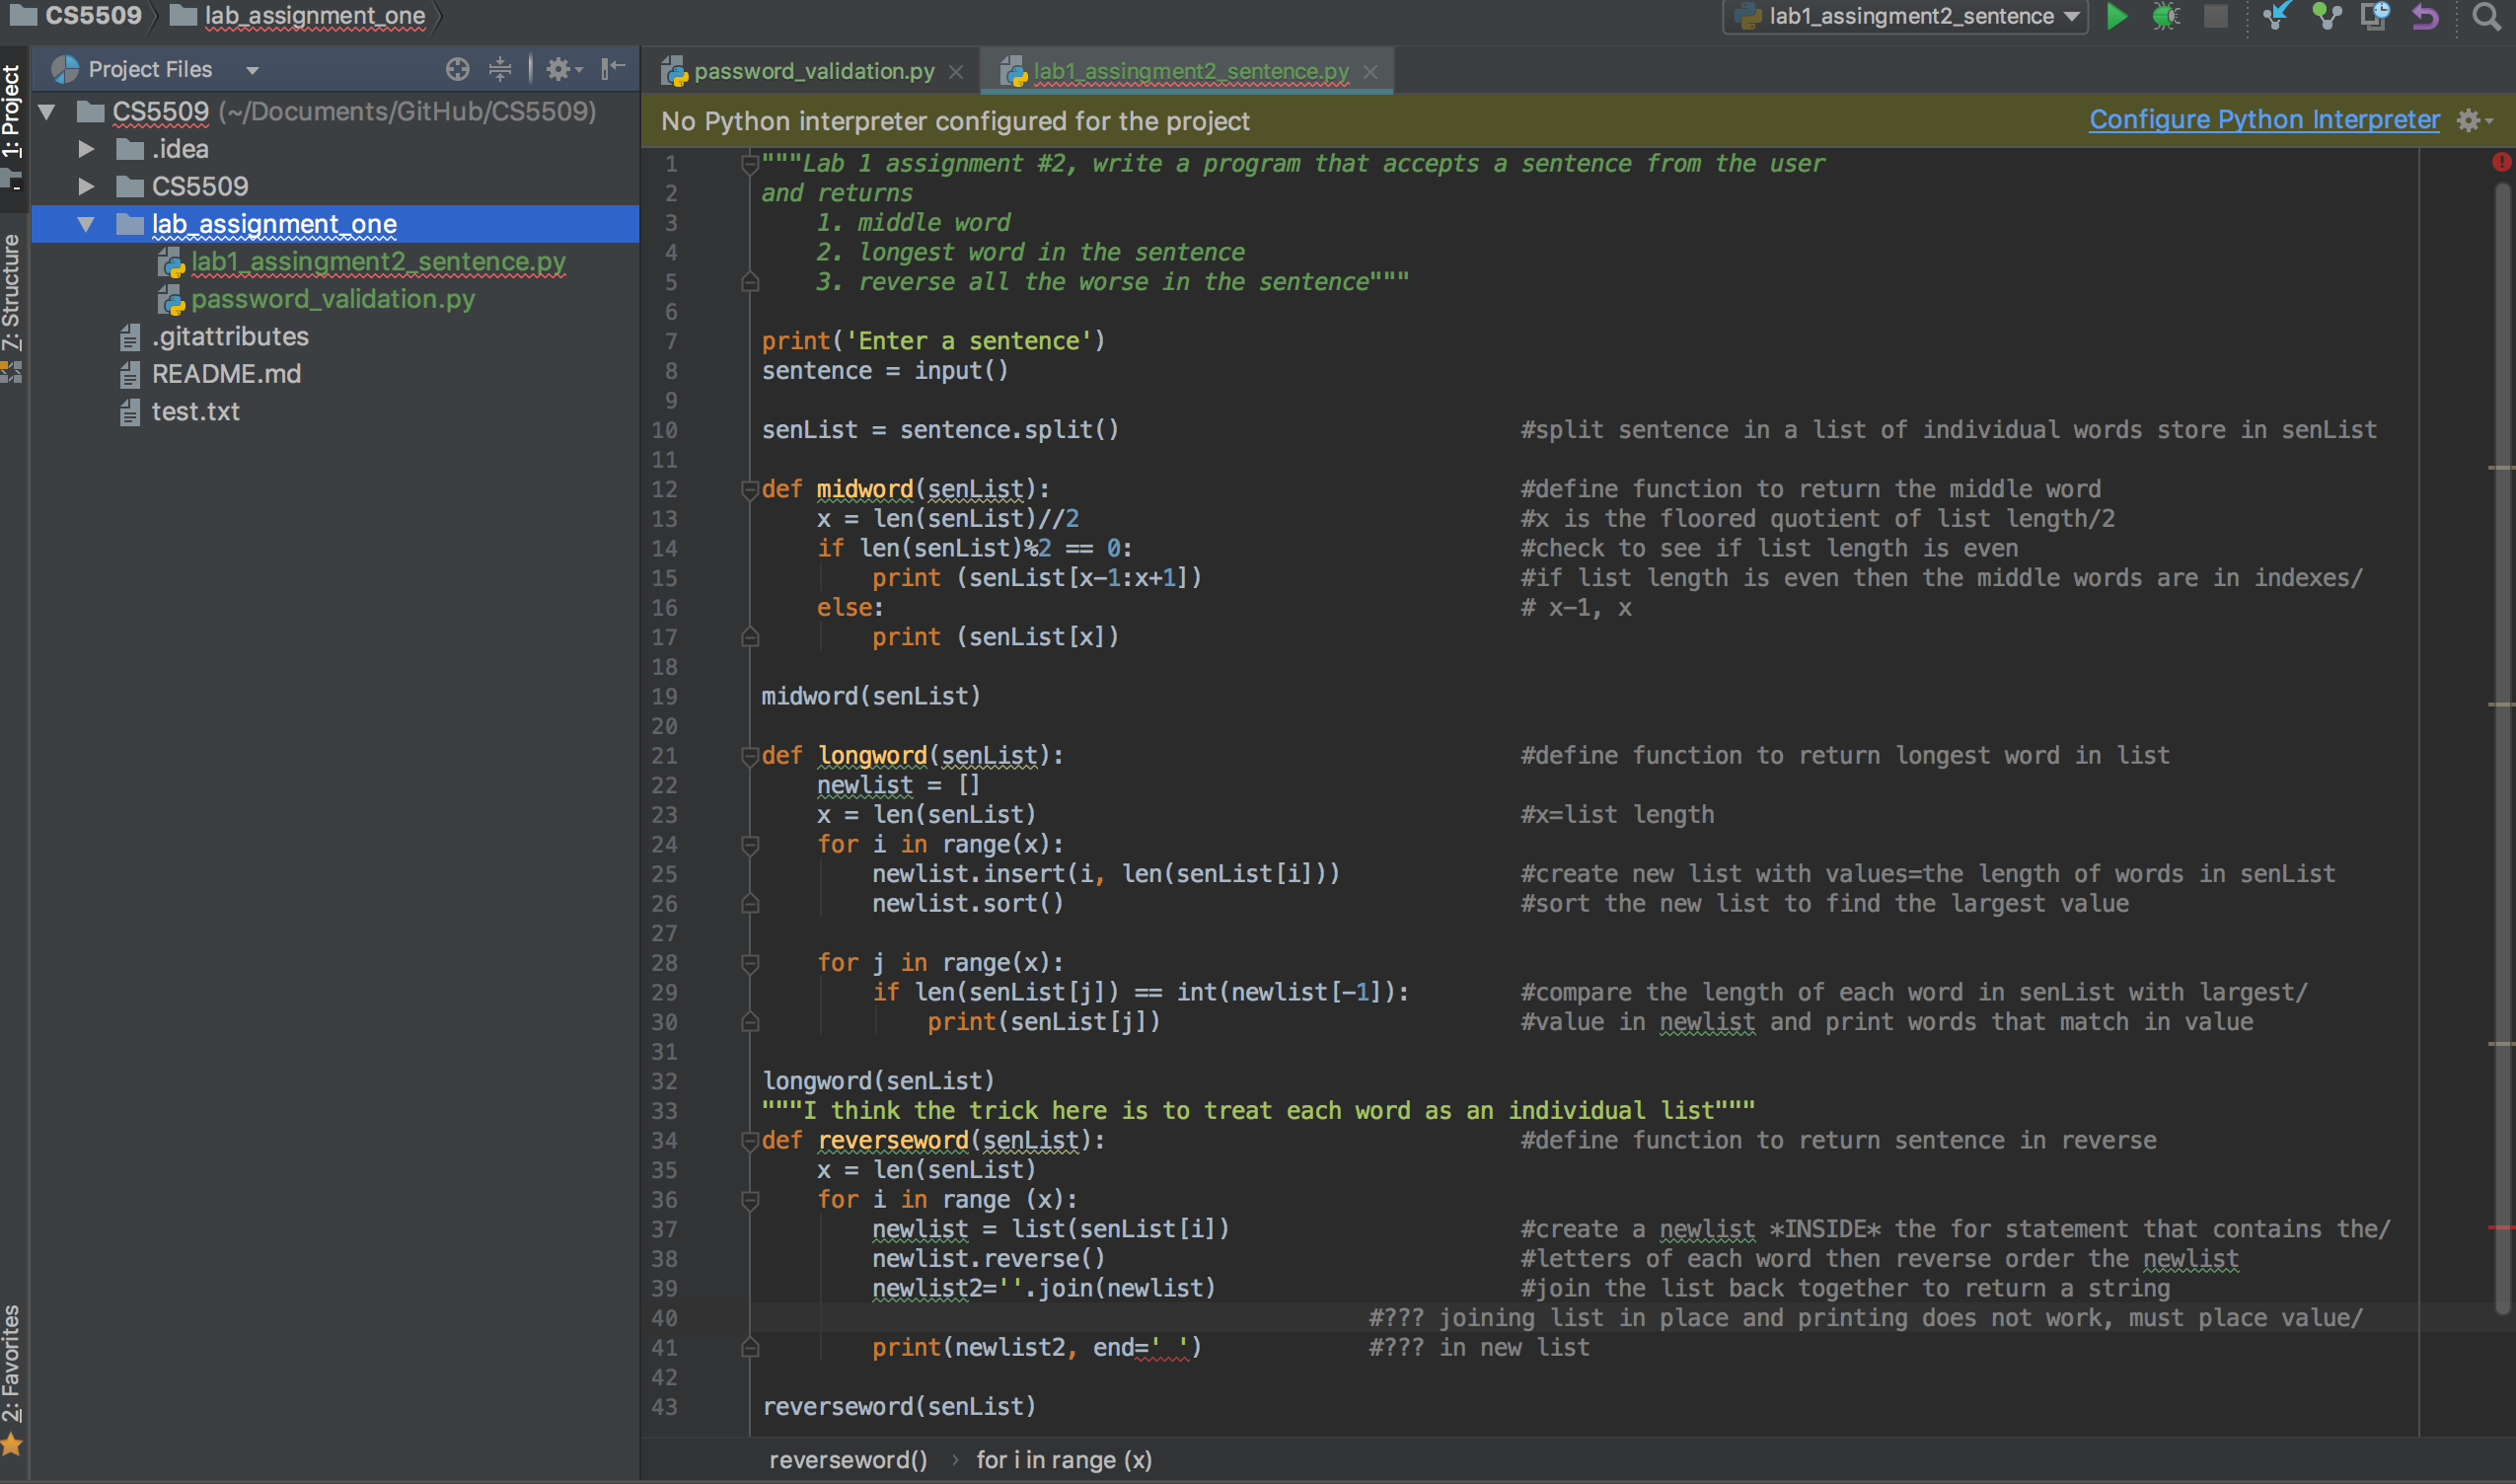 CS5509 lab_assignment_one lab1_assingment2_sentence
1: Project
7: Structure
2: Favorites
Project Files
CS5509 (~/Documents/GitHub/CS5509)
.idea
CS5509
lab_assignment_one
lab1_assingment2_sentence.py
password_validation.py
.gitattributes
README.md
test.txt
password_validation.py lab1_assingment2_sentence.py
No Python interpreter configured for the project Configure Python Interpreter
1 """Lab 1 assignment #2, write a program that accepts a sentence from the user
2 and returns
3     1. middle word
4     2. longest word in the sentence
5     3. reverse all the worse in the sentence"""
6
7 print('Enter a sentence')
8 sentence = input()
9
10 senList = sentence.split() #split sentence in a list of individual words store in senList
11
12 def midword(senList): #define function to return the middle word
13     x = len(senList)//2 #x is the floored quotient of list length/2
14     if len(senList)%2 == 0: #check to see if list length is even
15         print (senList[x-1:x+1]) #if list length is even then the middle words are in indexes/
16     else: # x-1, x
17         print (senList[x])
18
19 midword(senList)
20
21 def longword(senList): #define function to return longest word in list
22     newlist = []
23     x = len(senList) #x=list length
24     for i in range(x):
25         newlist.insert(i, len(senList[i])) #create new list with values=the length of words in senList
26         newlist.sort() #sort the new list to find the largest value
27
28     for j in range(x):
29         if len(senList[j]) == int(newlist[-1]): #compare the length of each word in senList with largest/
30             print(senList[j]) #value in newlist and print words that match in value
31
32 longword(senList)
33 """I think the trick here is to treat each word as an individual list"""
34 def reverseword(senList): #define function to return sentence in reverse
35     x = len(senList)
36     for i in range (x):
37         newlist = list(senList[i]) #create a newlist *INSIDE* the for statement that contains the/
38         newlist.reverse() #letters of each word then reverse order the newlist
39         newlist2=''.join(newlist) #join the list back together to return a string
40 #??? joining list in place and printing does not work, must place value/
41         print(newlist2, end=' ') #??? in new list
42
43 reverseword(senList)
reverseword() › for i in range (x)